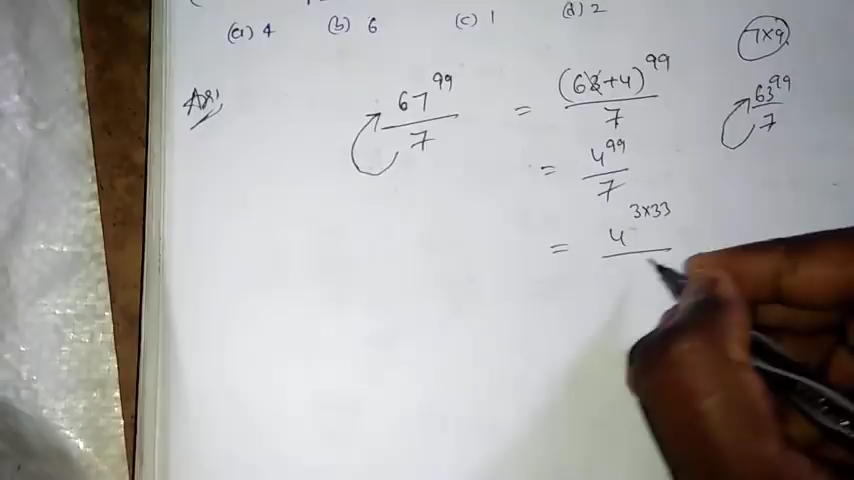 (a) 4 (b) 6 (c) 1 (d) 2
7×9
Ans
67^99 / 7 = (63+4)^99 / 7
63^99 / 7
= 4^99 / 7
= 4^3×33